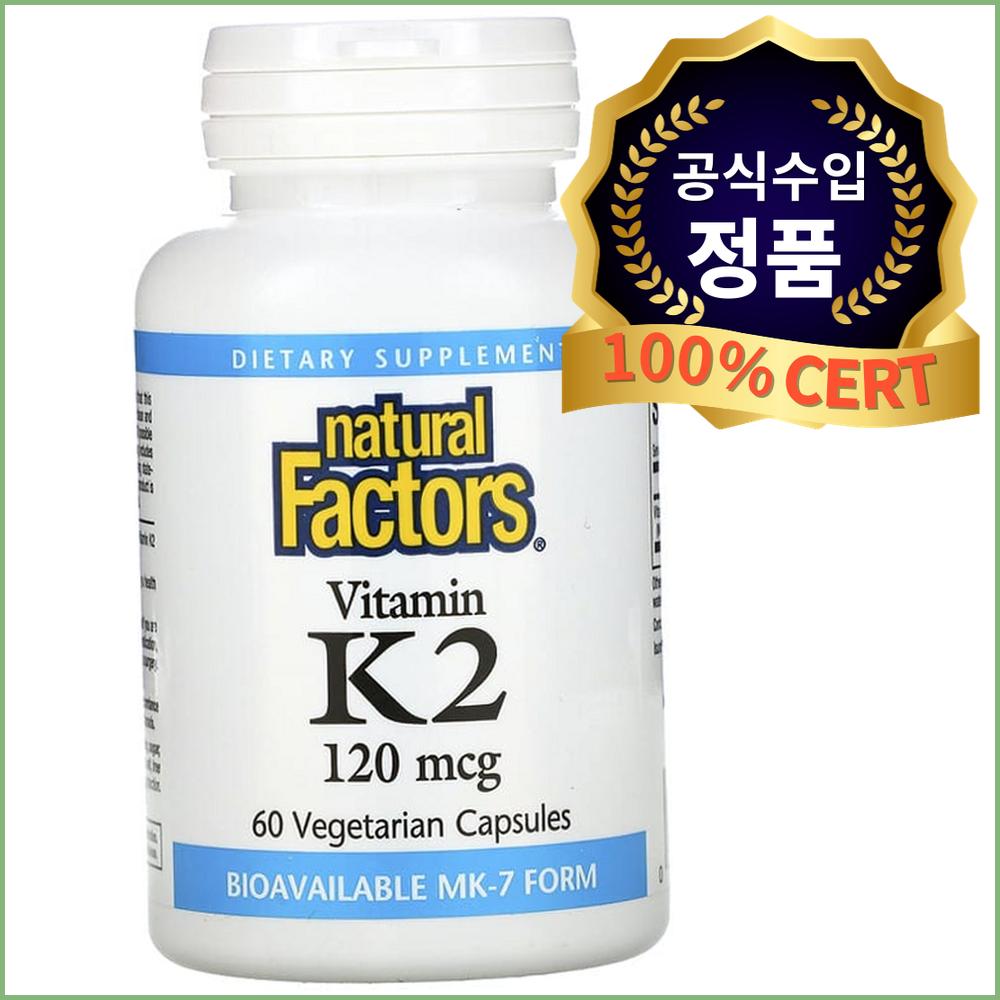 공식수입
정품
100% CERT
DIETARY SUPPLEMENT
natural
Factors®
Vitamin
K2
120 mcg
60 Vegetarian Capsules
BIOAVAILABLE MK-7 FORM